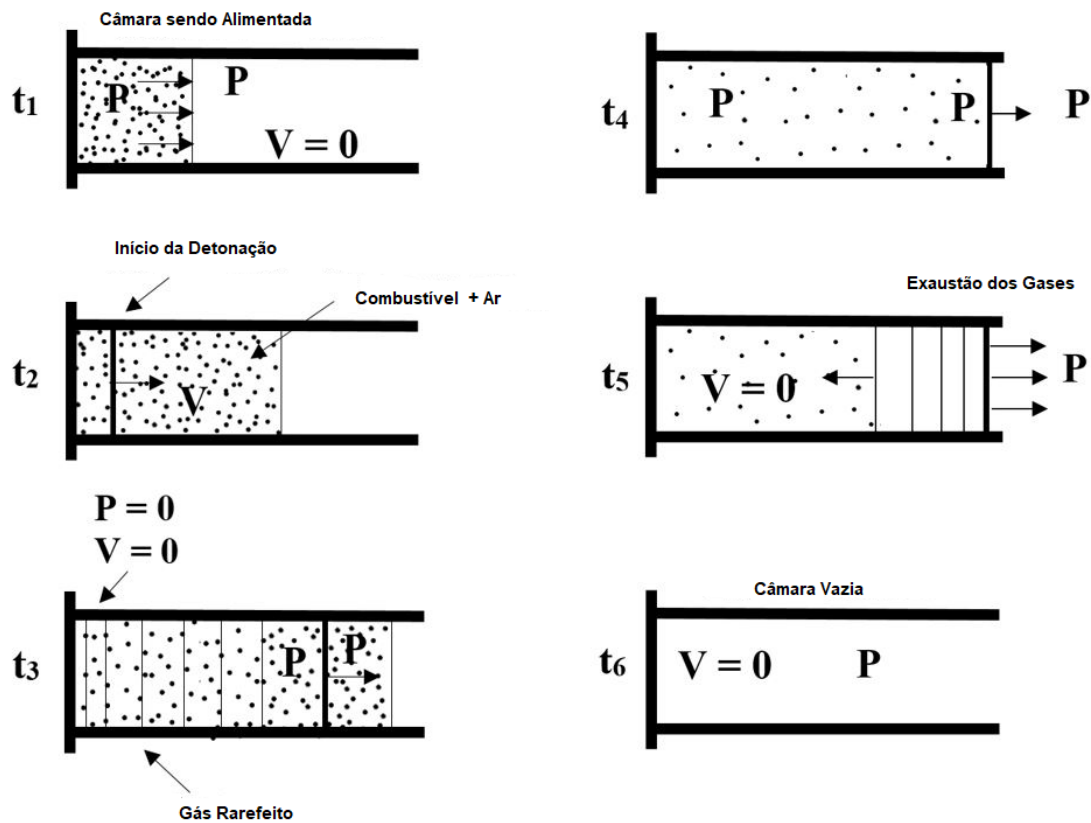 Câmara sendo Alimentada
t1
P
P
V = 0
Início da Detonação
Combustível + Ar
t2
V
P = 0
V = 0
t3
P
P
Gás Rarefeito
t4
P
P
P
Exaustão dos Gases
t5
V = 0
P
Câmara Vazia
t6
V = 0
P